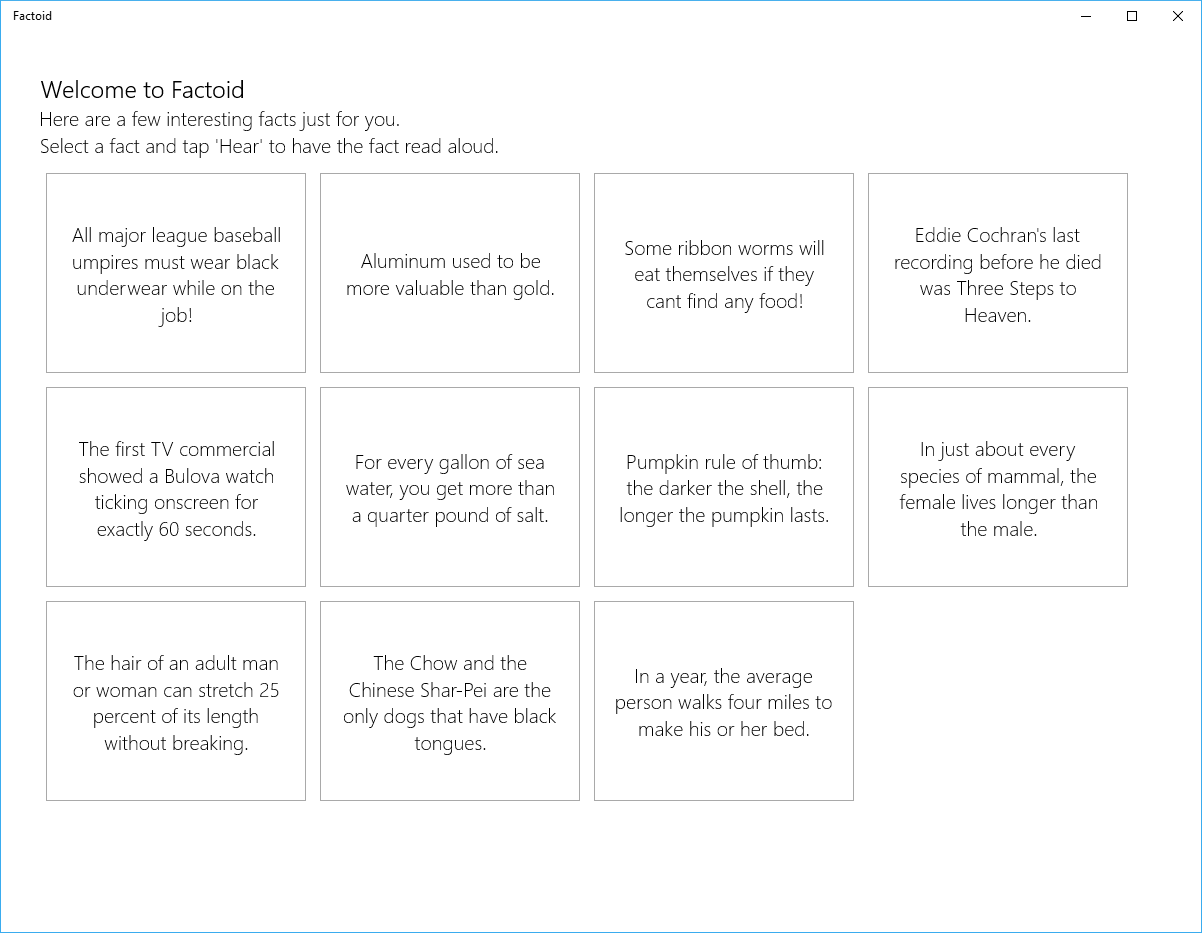 Factoid
Welcome to Factoid
Here are a few interesting facts just for you.
Select a fact and tap 'Hear' to have the fact read aloud.
All major league baseball
umpires must wear black
underwear while on the
job!
Aluminum used to be
more valuable than gold.
Some ribbon worms will
eat themselves if they
cant find any food!
Eddie Cochran's last
recording before he died
was Three Steps to
Heaven.
The first TV commercial
showed a Bulova watch
ticking onscreen for
exactly 60 seconds.
For every gallon of sea
water, you get more than
a quarter pound of salt.
Pumpkin rule of thumb:
the darker the shell, the
longer the pumpkin lasts.
In just about every
species of mammal, the
female lives longer than
the male.
The hair of an adult man
or woman can stretch 25
percent of its length
without breaking.
The Chow and the
Chinese Shar-Pei are the
only dogs that have black
tongues.
In a year, the average
person walks four miles to
make his or her bed.